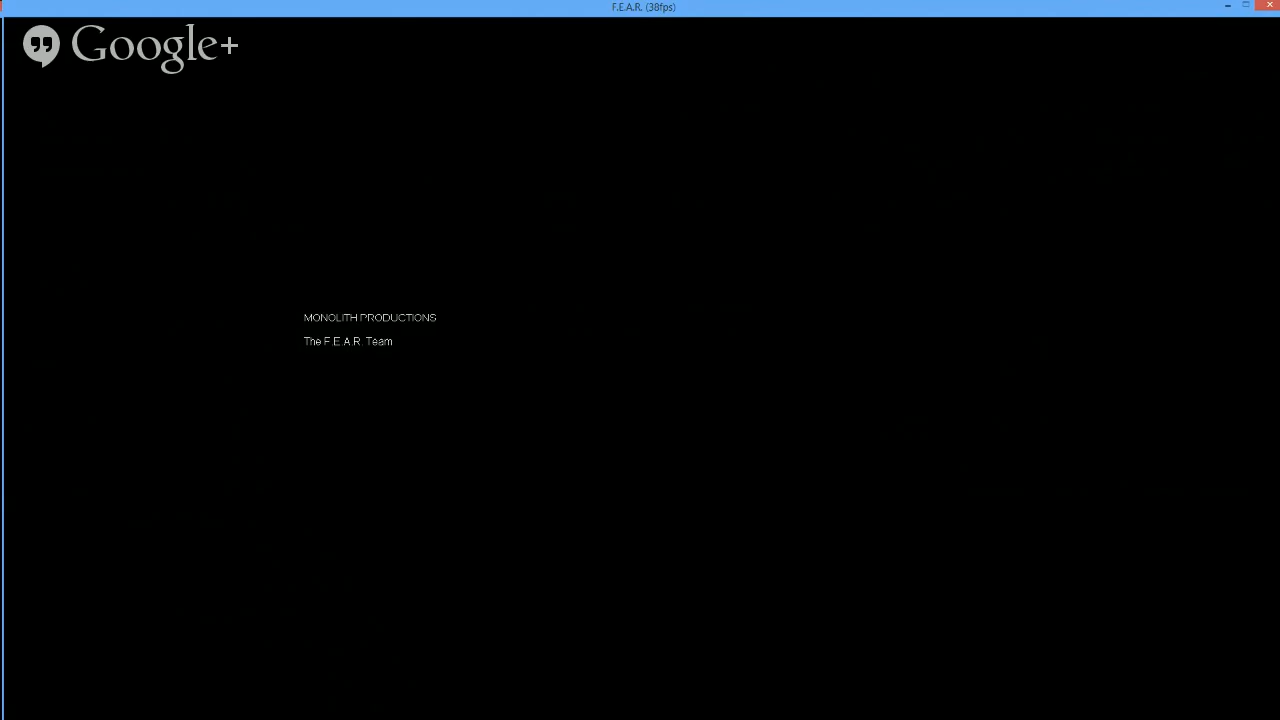 F.E.A.R. (38fps)
Google+
MONOLITH PRODUCTIONS
The F.E.A.R. Team